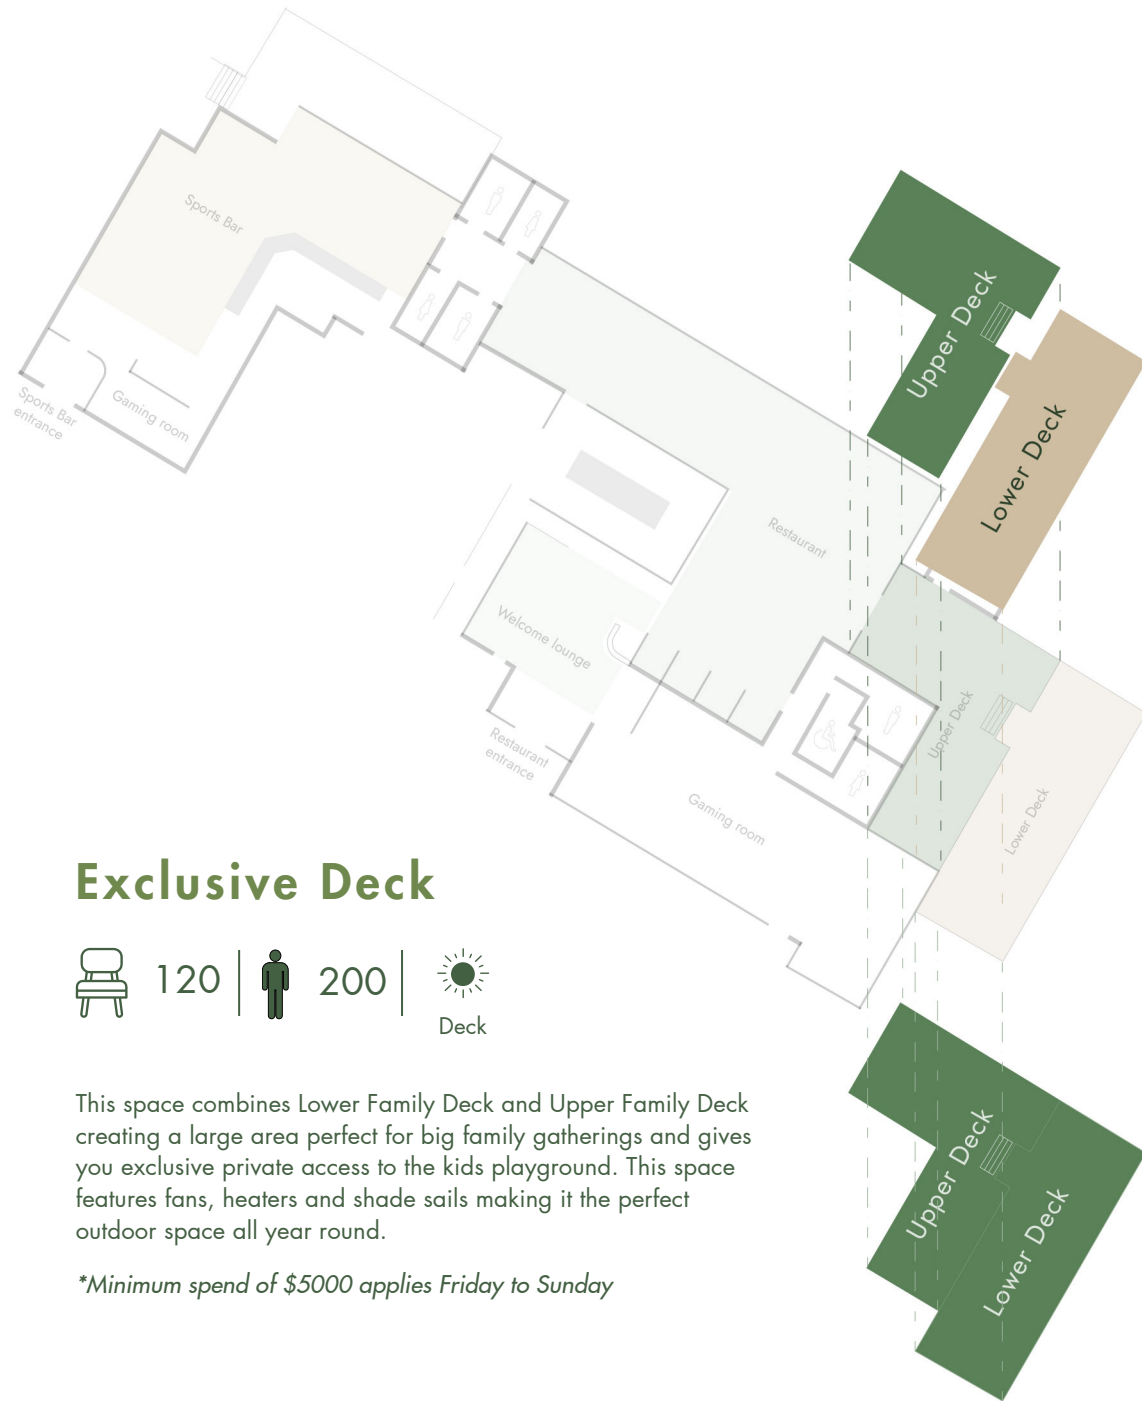 Sports Bar
Sports Bar
entrance
Gaming room
Upper Deck
Lower Deck
Restaurant
Welcome lounge
Restaurant
entrance
Upper Deck
Lower Deck
Gaming room
Exclusive Deck
120
200
Deck
This space combines Lower Family Deck and Upper Family Deck
creating a large area perfect for big family gatherings and gives
you exclusive private access to the kids playground. This space
features fans, heaters and shade sails making it the perfect
outdoor space all year round.
*Minimum spend of $5000 applies Friday to Sunday
Upper Deck
Lower Deck